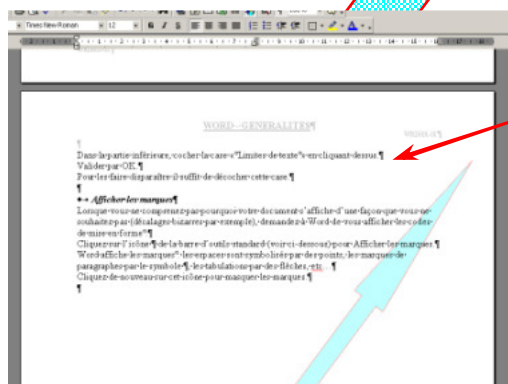 Times New Roman 12 G I S
WORD--GENERALITES¶
¶
Dans·la·partie·inférieure,·cocher·la·case·«"Limites·de·texte"»·en·cliquant·dessus.¶
Valider·par·OK.¶
Pour·les·faire·disparaître·il·suffit·de·décocher·cette·case.¶
¶
Afficher·les·marques¶
Lorsque·vous·ne·comprenez·pas·pourquoi·votre·document·s'affiche·d'une·façon·que·vous·ne·
souhaitez·pas·(décalages·bizarres·par·exemple),·demandez·à·Word·de·vous·afficher·les·codes·
de·mise·en·forme°¶
Cliquez·sur·l'icône·¶·de·la·barre·d'outils·standard·(voir·ci-dessous)·pour·Afficher·les·marques.¶
Word·affiche·les·marques°:·les·espaces·sont·symbolisés·par·des·points,·les·marques·de·
paragraphes·par·le·symbole·¶,·les·tabulations·par·des·flèches,·etc…¶
Cliquez·de·nouveau·sur·cet·icône·pour·masquer·les·marques.¶
¶